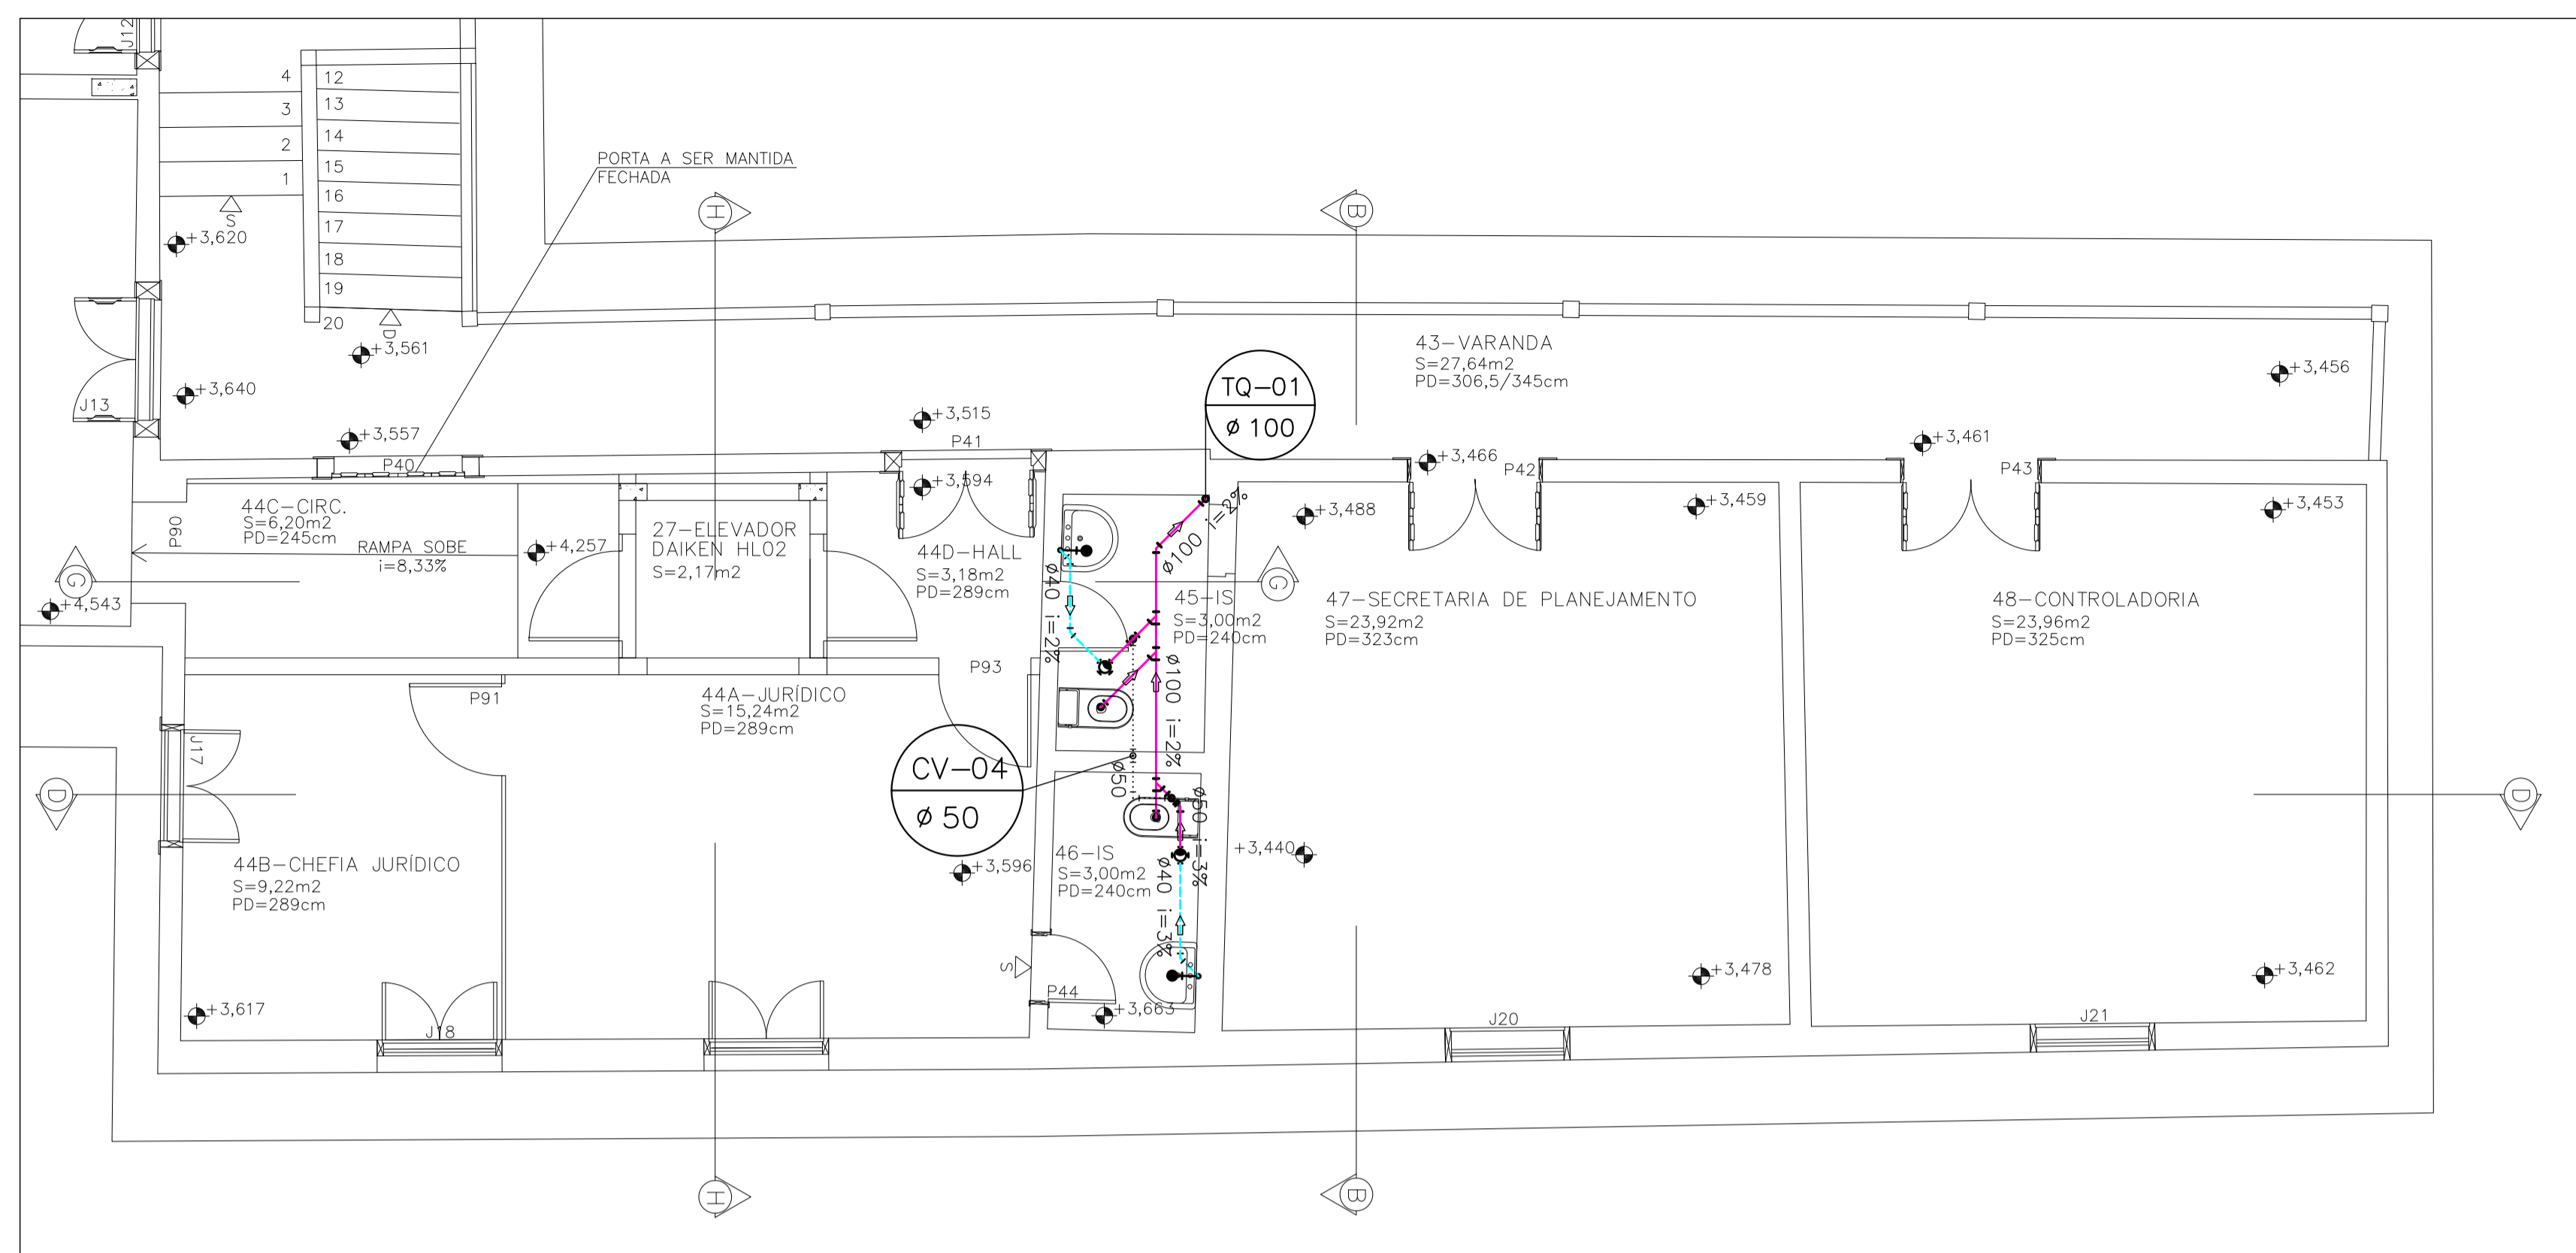 J12
4
3
2
1
S
12
13
14
15
16
17
18
19
20
D
PORTA A SER MANTIDA
FECHADA
H
B
+3,620
+3,561
+3,640
J13
+3,557
P40
+3,515
P41
+3,594
TQ-01
ø 100
43-VARANDA
S=27,64m2
PD=306,5/345cm
+3,456
+3,466
P42
+3,461
P43
P90
44C-CIRC.
S=6,20m2
PD=245cm
RAMPA SOBE
i=8,33%
+4,257
27-ELEVADOR
DAIKEN HL02
S=2,17m2
44D-HALL
S=3,18m2
PD=289cm
ø40 i=2%
ø100 i=2%
+3,488
+3,459
+3,453
G
G
+4,543
45-IS
S=3,00m2
PD=240cm
47-SECRETARIA DE PLANEJAMENTO
S=23,92m2
PD=323cm
48-CONTROLADORIA
S=23,96m2
PD=325cm
P91
P93
44A-JURÍDICO
S=15,24m2
PD=289cm
ø100 i=2%
J17
CV-04
ø 50
ø50
D
D
ø50 i=3%
44B-CHEFIA JURÍDICO
S=9,22m2
PD=289cm
+3,596
46-IS
S=3,00m2
PD=240cm
ø40 i=3%
+3,440
S
P44
+3,663
+3,617
J18
+3,478
+3,462
J20
J21
H
B